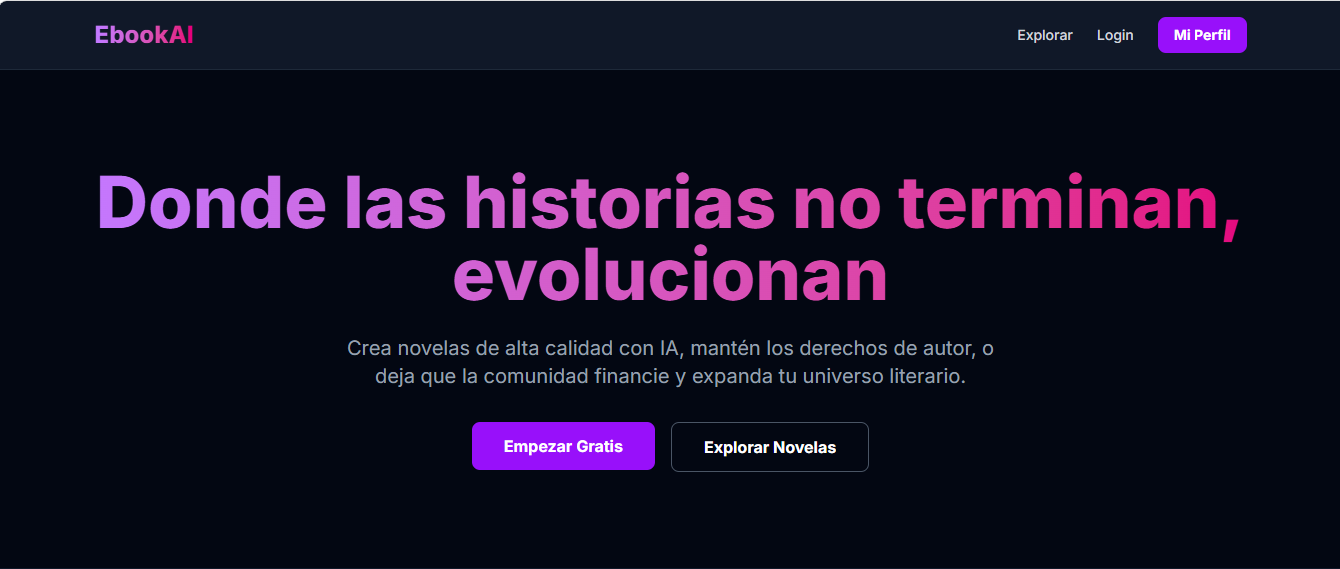 EbookAI
Explorar
Login
Mi Perfil
Donde las historias no terminan,
evolucionan
Crea novelas de alta calidad con IA, mantén los derechos de autor, o
deja que la comunidad financie y expanda tu universo literario.
Empezar Gratis
Explorar Novelas